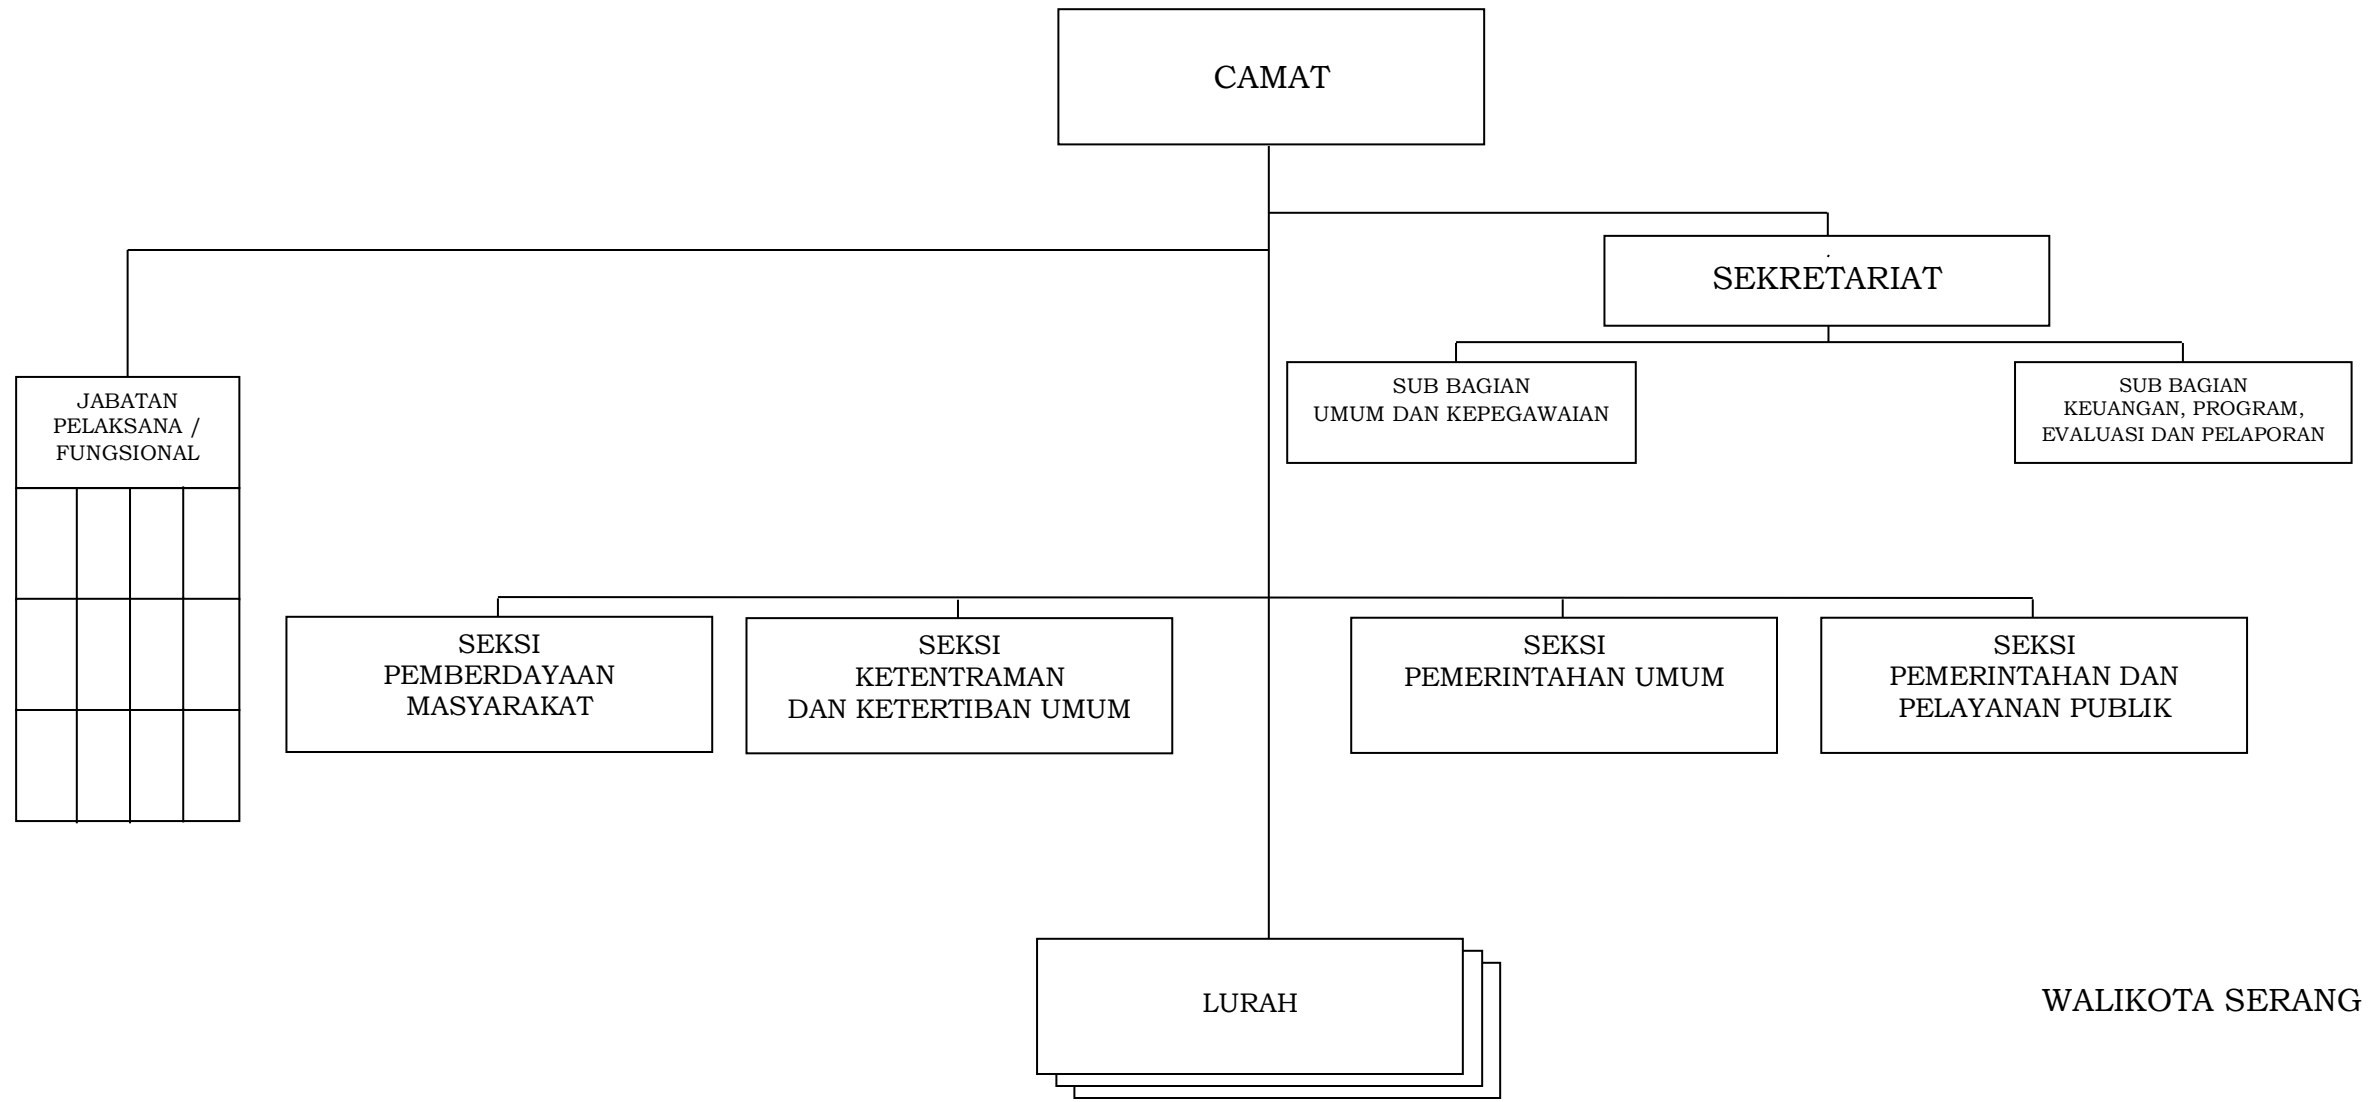 CAMAT
.
SEKRETARIAT
SUB BAGIAN
UMUM DAN KEPEGAWAIAN
SUB BAGIAN
KEUANGAN, PROGRAM,
EVALUASI DAN PELAPORAN
JABATAN
PELAKSANA /
FUNGSIONAL
SEKSI
PEMBERDAYAAN
MASYARAKAT
SEKSI
KETENTRAMAN
DAN KETERTIBAN UMUM
SEKSI
PEMERINTAHAN UMUM
SEKSI
PEMERINTAHAN DAN
PELAYANAN PUBLIK
LURAH
WALIKOTA SERANG